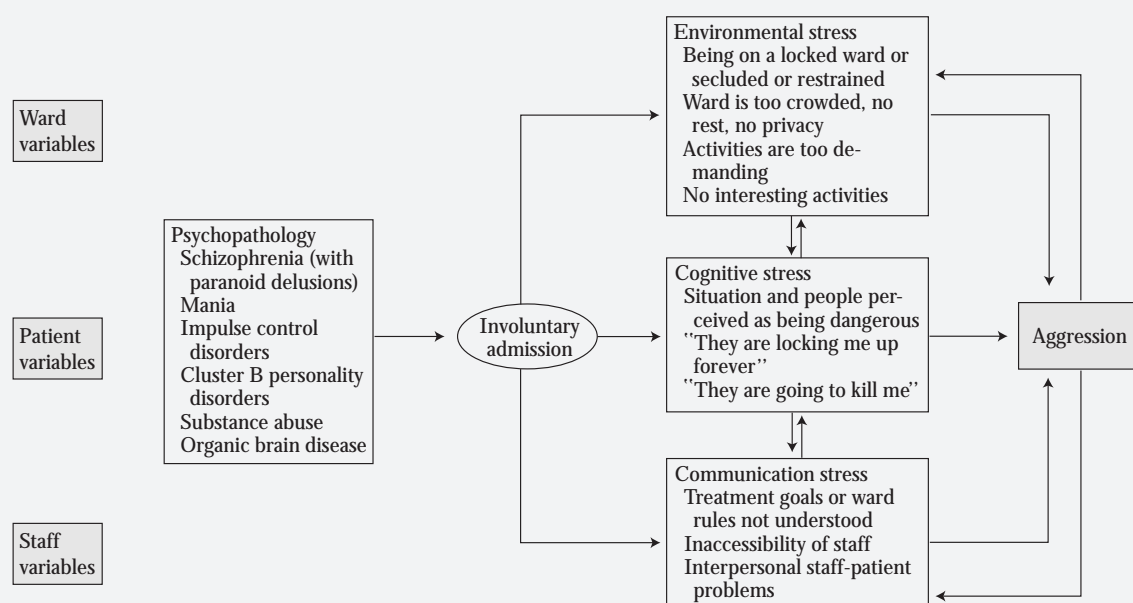 Ward
variables
Patient
variables
Staff
variables
Psychopathology
Schizophrenia (with
paranoid delusions)
Mania
Impulse control
disorders
Cluster B personality
disorders
Substance abuse
Organic brain disease
Involuntary
admission
Environmental stress
Being on a locked ward or
secluded or restrained
Ward is too crowded, no
rest, no privacy
Activities are too de-
manding
No interesting activities
Cognitive stress
Situation and people per-
ceived as being dangerous
‘‘They are locking me up
forever’’
‘‘They are going to kill me’’
Communication stress
Treatment goals or ward
rules not understood
Inaccessibility of staff
Interpersonal staff-patient
problems
Aggression